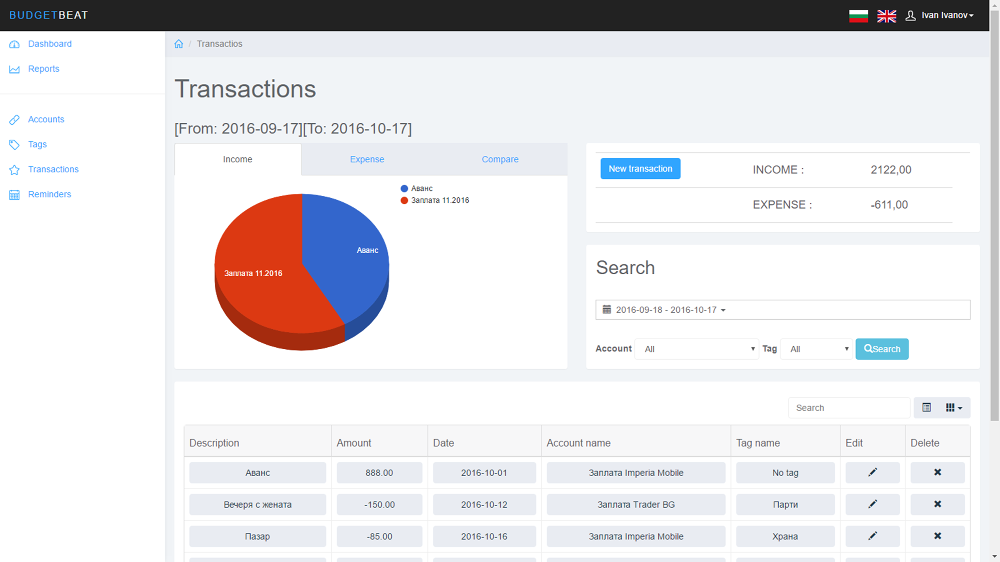 BUDGETBEAT
Ivan Ivanov
Dashboard
Reports
Accounts
Tags
Transactions
Reminders
/ Transactios
Transactions
[From: 2016-09-17][To: 2016-10-17]
Income Expense Compare
Аванс
Заплата 11.2016
Аванс
Заплата 11.2016
New transaction INCOME : 2122,00
EXPENSE : -611,00
Search
2016-09-18 - 2016-10-17
Account All Tag All Search
Search
Description Amount Date Account name Tag name Edit Delete
Аванс 888.00 2016-10-01 Заплата Imperia Mobile No tag
Вечеря с жената -150.00 2016-10-12 Заплата Trader BG Парти
Пазар -85.00 2016-10-16 Заплата Imperia Mobile Храна